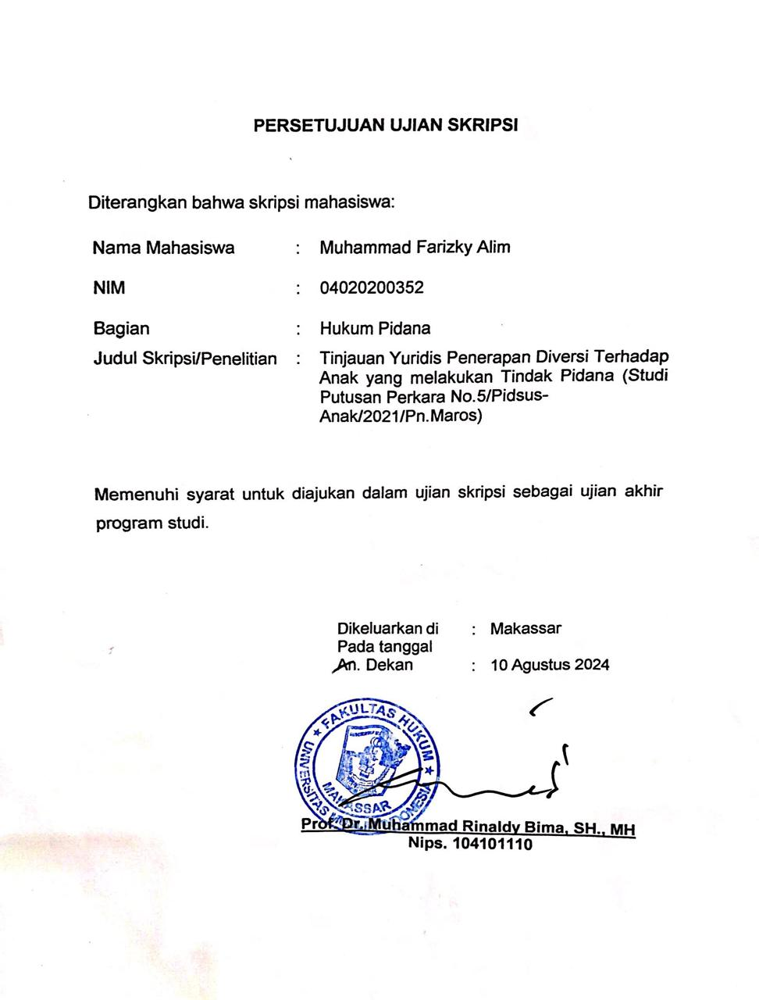 PERSETUJUAN UJIAN SKRIPSI
Diterangkan bahwa skripsi mahasiswa:
Nama Mahasiswa : Muhammad Farizky Alim
NIM : 04020200352
Bagian : Hukum Pidana
Judul Skripsi/Penelitian : Tinjauan Yuridis Penerapan Diversi Terhadap
Anak yang melakukan Tindak Pidana (Studi
Putusan Perkara No.5/Pidsus-
Anak/2021/Pn.Maros)
Memenuhi syarat untuk diajukan dalam ujian skripsi sebagai ujian akhir
program studi.
Dikeluarkan di : Makassar
Pada tanggal
An. Dekan : 10 Agustus 2024
FAKULTAS HUKUM
UNIVERSITAS INDONESIA
MAKASSAR
Prof. Dr. Muhammad Rinaldy Bima, SH., MH
Nips. 104101110